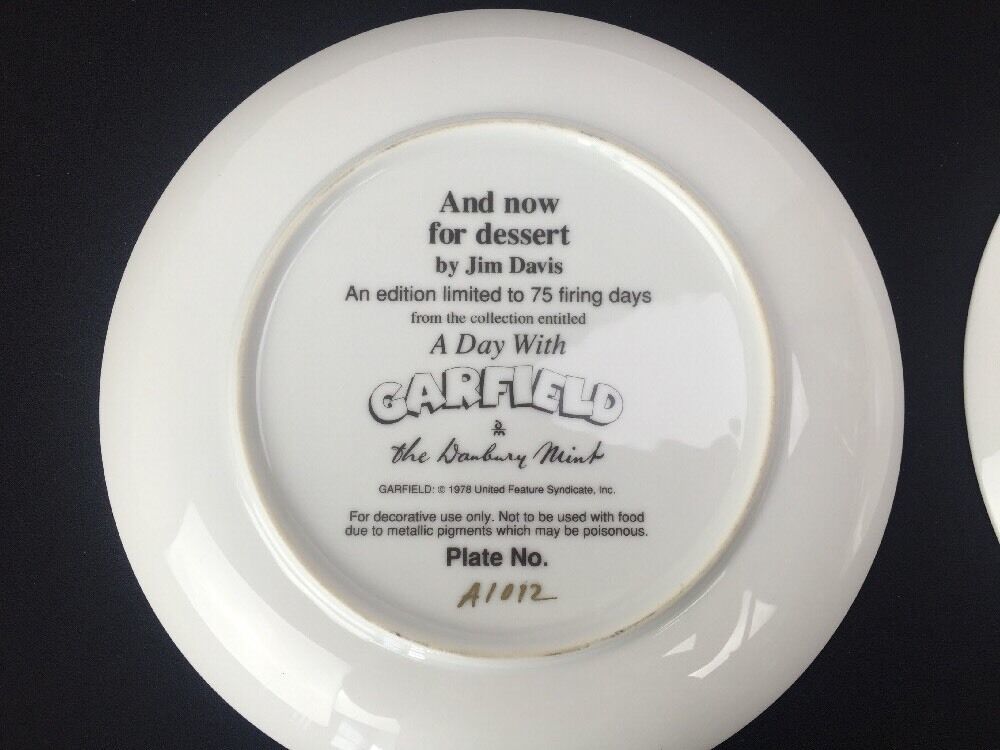 And now
for dessert
by Jim Davis
An edition limited to 75 firing days
from the collection entitled
A Day With
GARFIELD
DM
the Danbury Mint
GARFIELD: © 1978 United Feature Syndicate, Inc.
For decorative use only. Not to be used with food
due to metallic pigments which may be poisonous.
Plate No.
A1012